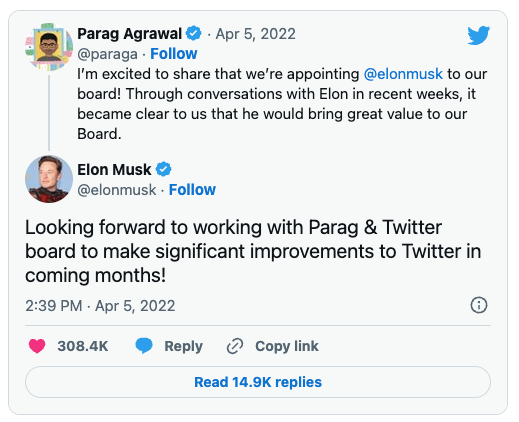 Parag Agrawal · Apr 5, 2022
@paraga · Follow
I'm excited to share that we're appointing @elonmusk to our
board! Through conversations with Elon in recent weeks, it
became clear to us that he would bring great value to our
Board.
Elon Musk
@elonmusk · Follow
Looking forward to working with Parag & Twitter
board to make significant improvements to Twitter in
coming months!
2:39 PM · Apr 5, 2022
308.4K Reply Copy link
Read 14.9K replies